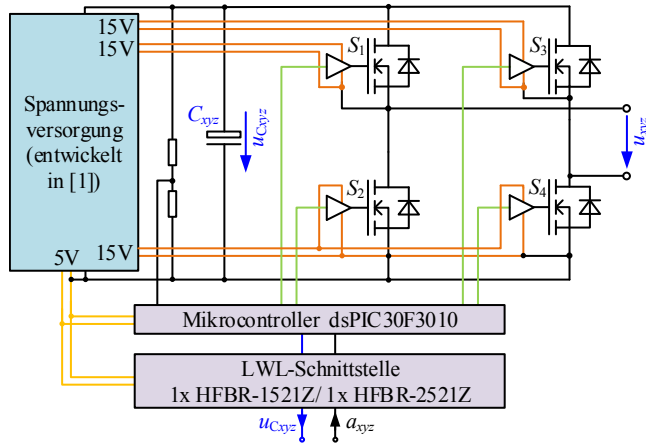 15V
15V
S1
S3
Spannungs-
versorgung
(entwickelt
in [1])
Cxyz
uCxyz
uxyz
S2
S4
15V
5V
Mikrocontroller dsPIC30F3010
LWL-Schnittstelle
1x HFBR-1521Z/ 1x HFBR-2521Z
uCxyz
axyz